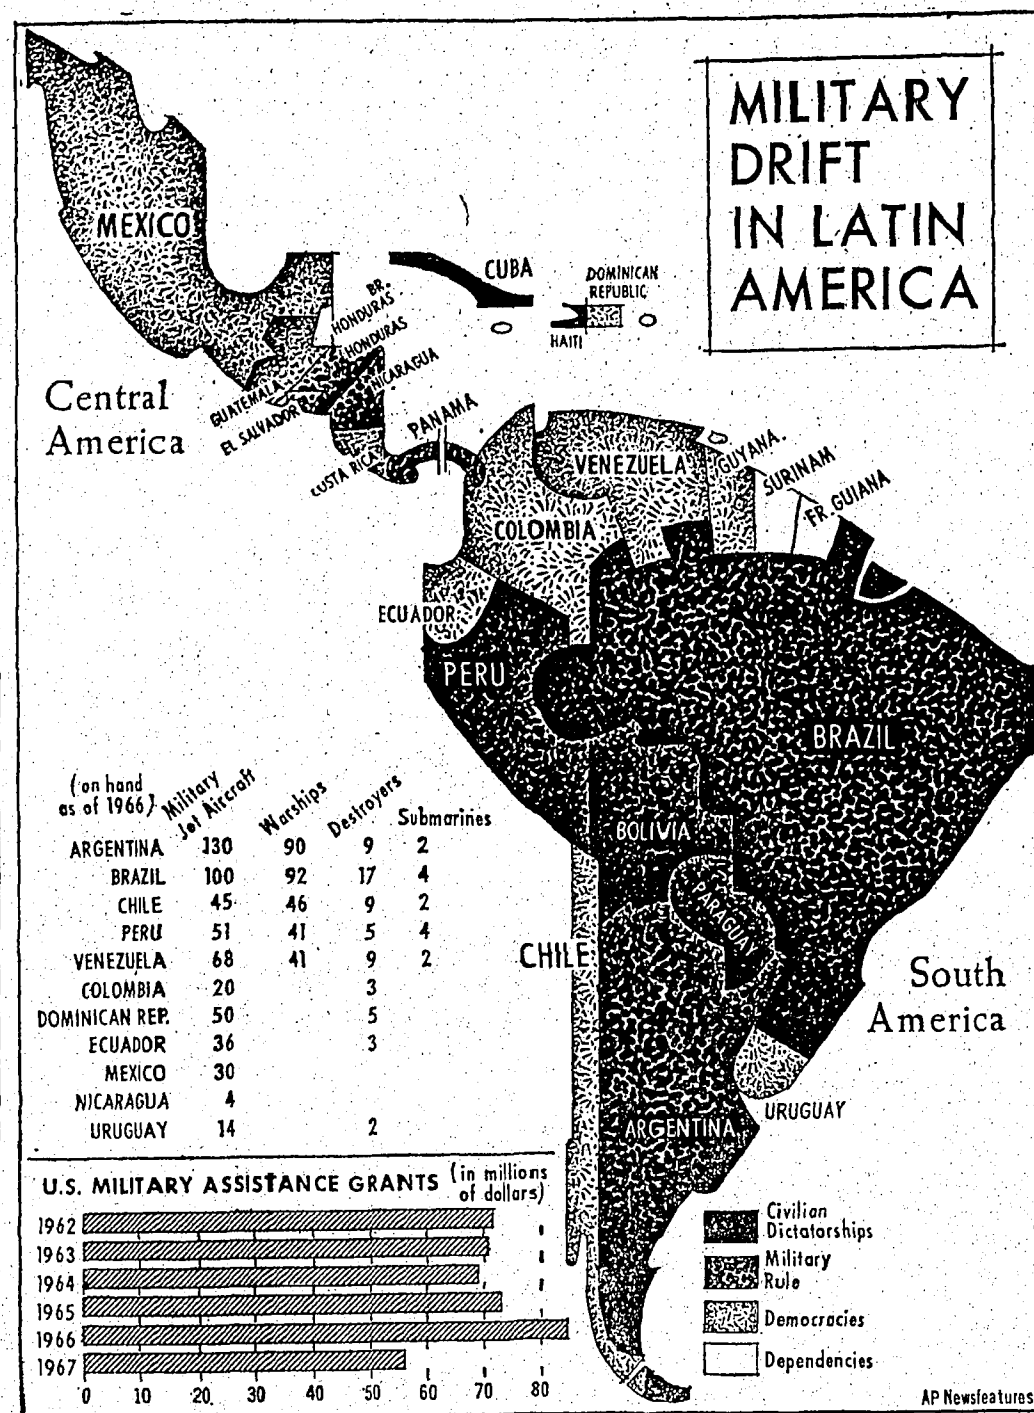 MILITARY
DRIFT
IN LATIN
AMERICA
MEXICO
CUBA
DOMINICAN
REPUBLIC
HAITI
BR.
HONDURAS
HONDURAS
NICARAGUA
GUATEMALA
EL SALVADOR
COSTA RICA
PANAMA
Central
America
VENEZUELA
GUYANA.
SURINAM
FR. GUIANA
COLOMBIA
ECUADOR
PERU
BRAZIL
BOLIVIA
PARAGUAY
CHILE
South
America
URUGUAY
ARGENTINA
(on hand
as of 1966) Military Jet Aircraft Warships Destroyers Submarines
ARGENTINA 130 90 9 2
BRAZIL 100 92 17 4
CHILE 45 46 9 2
PERU 51 41 5 4
VENEZUELA 68 41 9 2
COLOMBIA 20 3
DOMINICAN REP. 50 5
ECUADOR 36 3
MEXICO 30
NICARAGUA 4
URUGUAY 14 2
U.S. MILITARY ASSISTANCE GRANTS (in millions
of dollars)
1962
1963
1964
1965
1966
1967
0 10 20 30 40 50 60 70 80
Civilian
Dictatorships
Military
Rule
Democracies
Dependencies
AP Newsfeatures